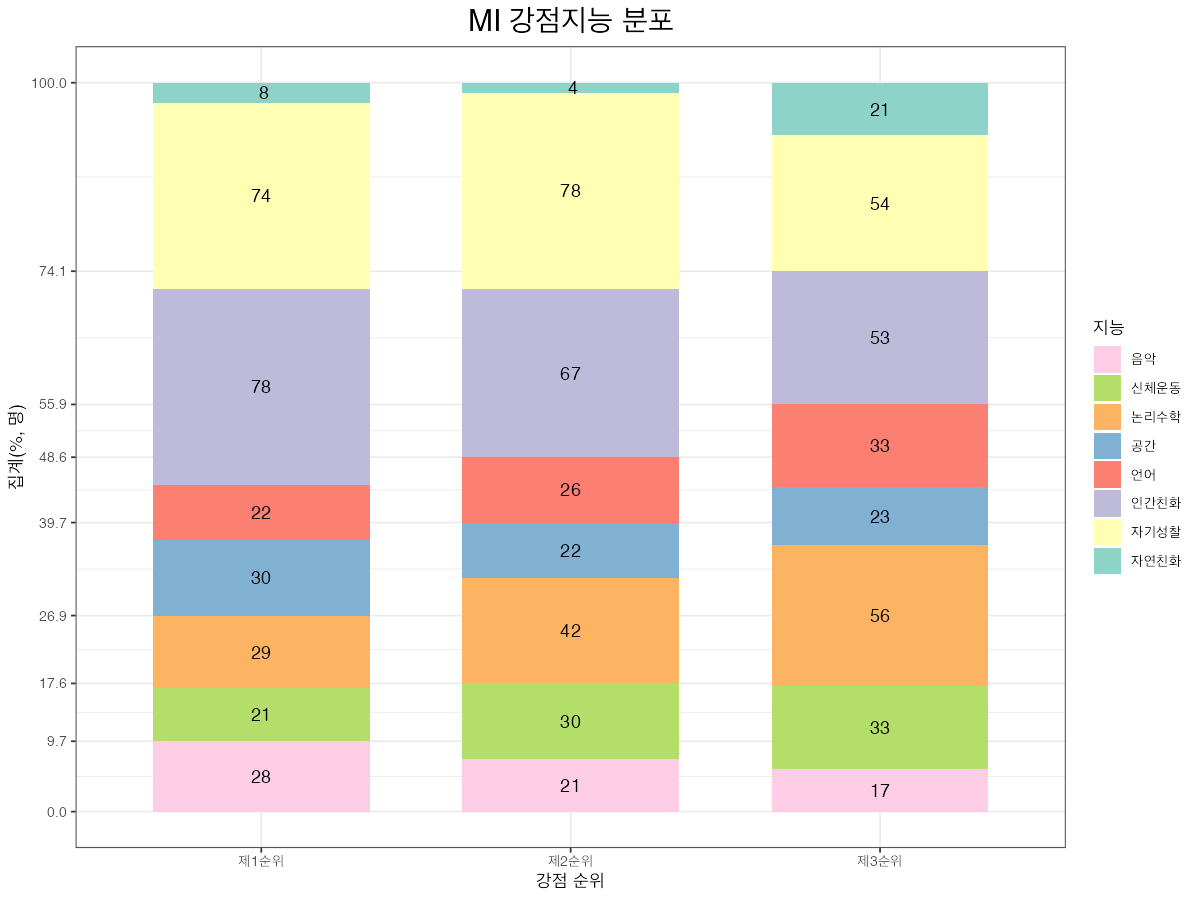 MI 강점지능 분포
집계(%, 명)
100.0
74.1
55.9
48.6
39.7
26.9
17.6
9.7
0.0
8
74
78
22
30
29
21
28
4
78
67
26
22
42
30
21
21
54
53
33
23
56
33
17
제1순위
제2순위
제3순위
강점 순위
지능
음악
신체운동
논리수학
공간
언어
인간친화
자기성찰
자연친화